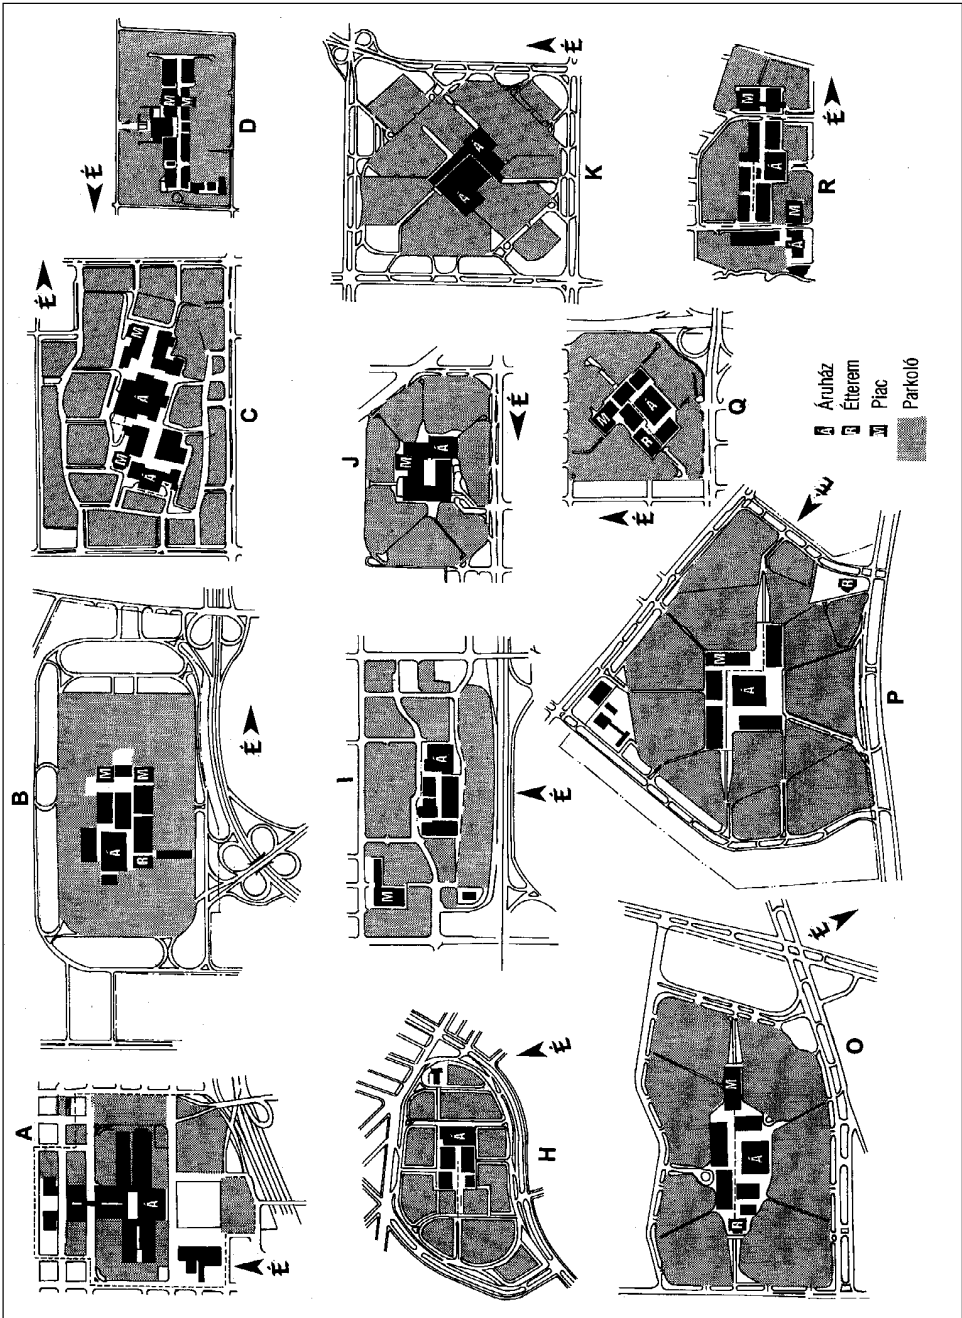 A
Á
É
B
R
Á
M
M
É
C
Á
M
Á
M
É
D
M
M
É
H
Á
É
I
M
Á
É
J
M
Á
É
K
Á
Á
É
O
R
Á
M
É
P
Á
M
R
É
Q
M
R
Á
É
R
Á
M
Á
M
É
Á Áruház
R Étterem
M Piac
Parkoló